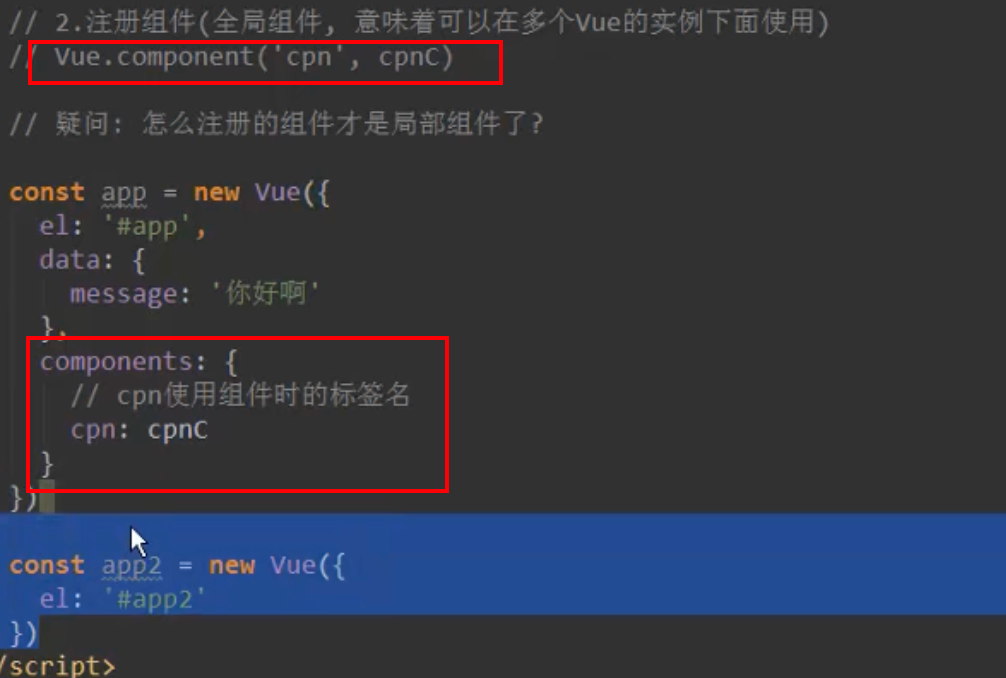 // 2.注册组件(全局组件, 意味着可以在多个Vue的实例下面使用)
// Vue.component('cpn', cpnC)
// 疑问: 怎么注册的组件才是局部组件了?
const app = new Vue({
el: '#app',
data: {
message: '你好啊'
},
components: {
// cpn使用组件时的标签名
cpn: cpnC
}
})
const app2 = new Vue({
el: '#app2'
})
/script>